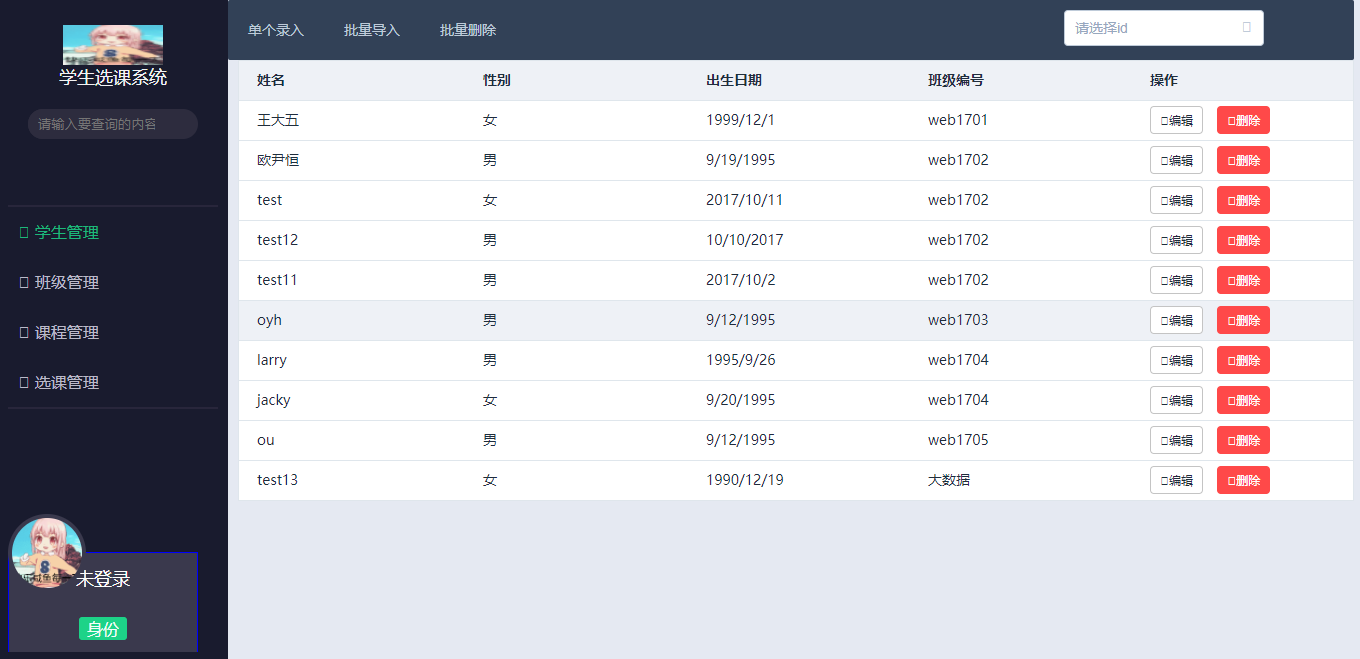 学生选课系统
请输入要查询的内容
学生管理
班级管理
课程管理
选课管理
未登录
身份
单个录入 批量导入 批量删除 请选择id
姓名 性别 出生日期 班级编号 操作
王大五 女 1999/12/1 web1701 编辑 删除
欧尹恒 男 9/19/1995 web1702 编辑 删除
test 女 2017/10/11 web1702 编辑 删除
test12 男 10/10/2017 web1702 编辑 删除
test11 男 2017/10/2 web1702 编辑 删除
oyh 男 9/12/1995 web1703 编辑 删除
larry 男 1995/9/26 web1704 编辑 删除
jacky 女 9/20/1995 web1704 编辑 删除
ou 男 9/12/1995 web1705 编辑 删除
test13 女 1990/12/19 大数据 编辑 删除